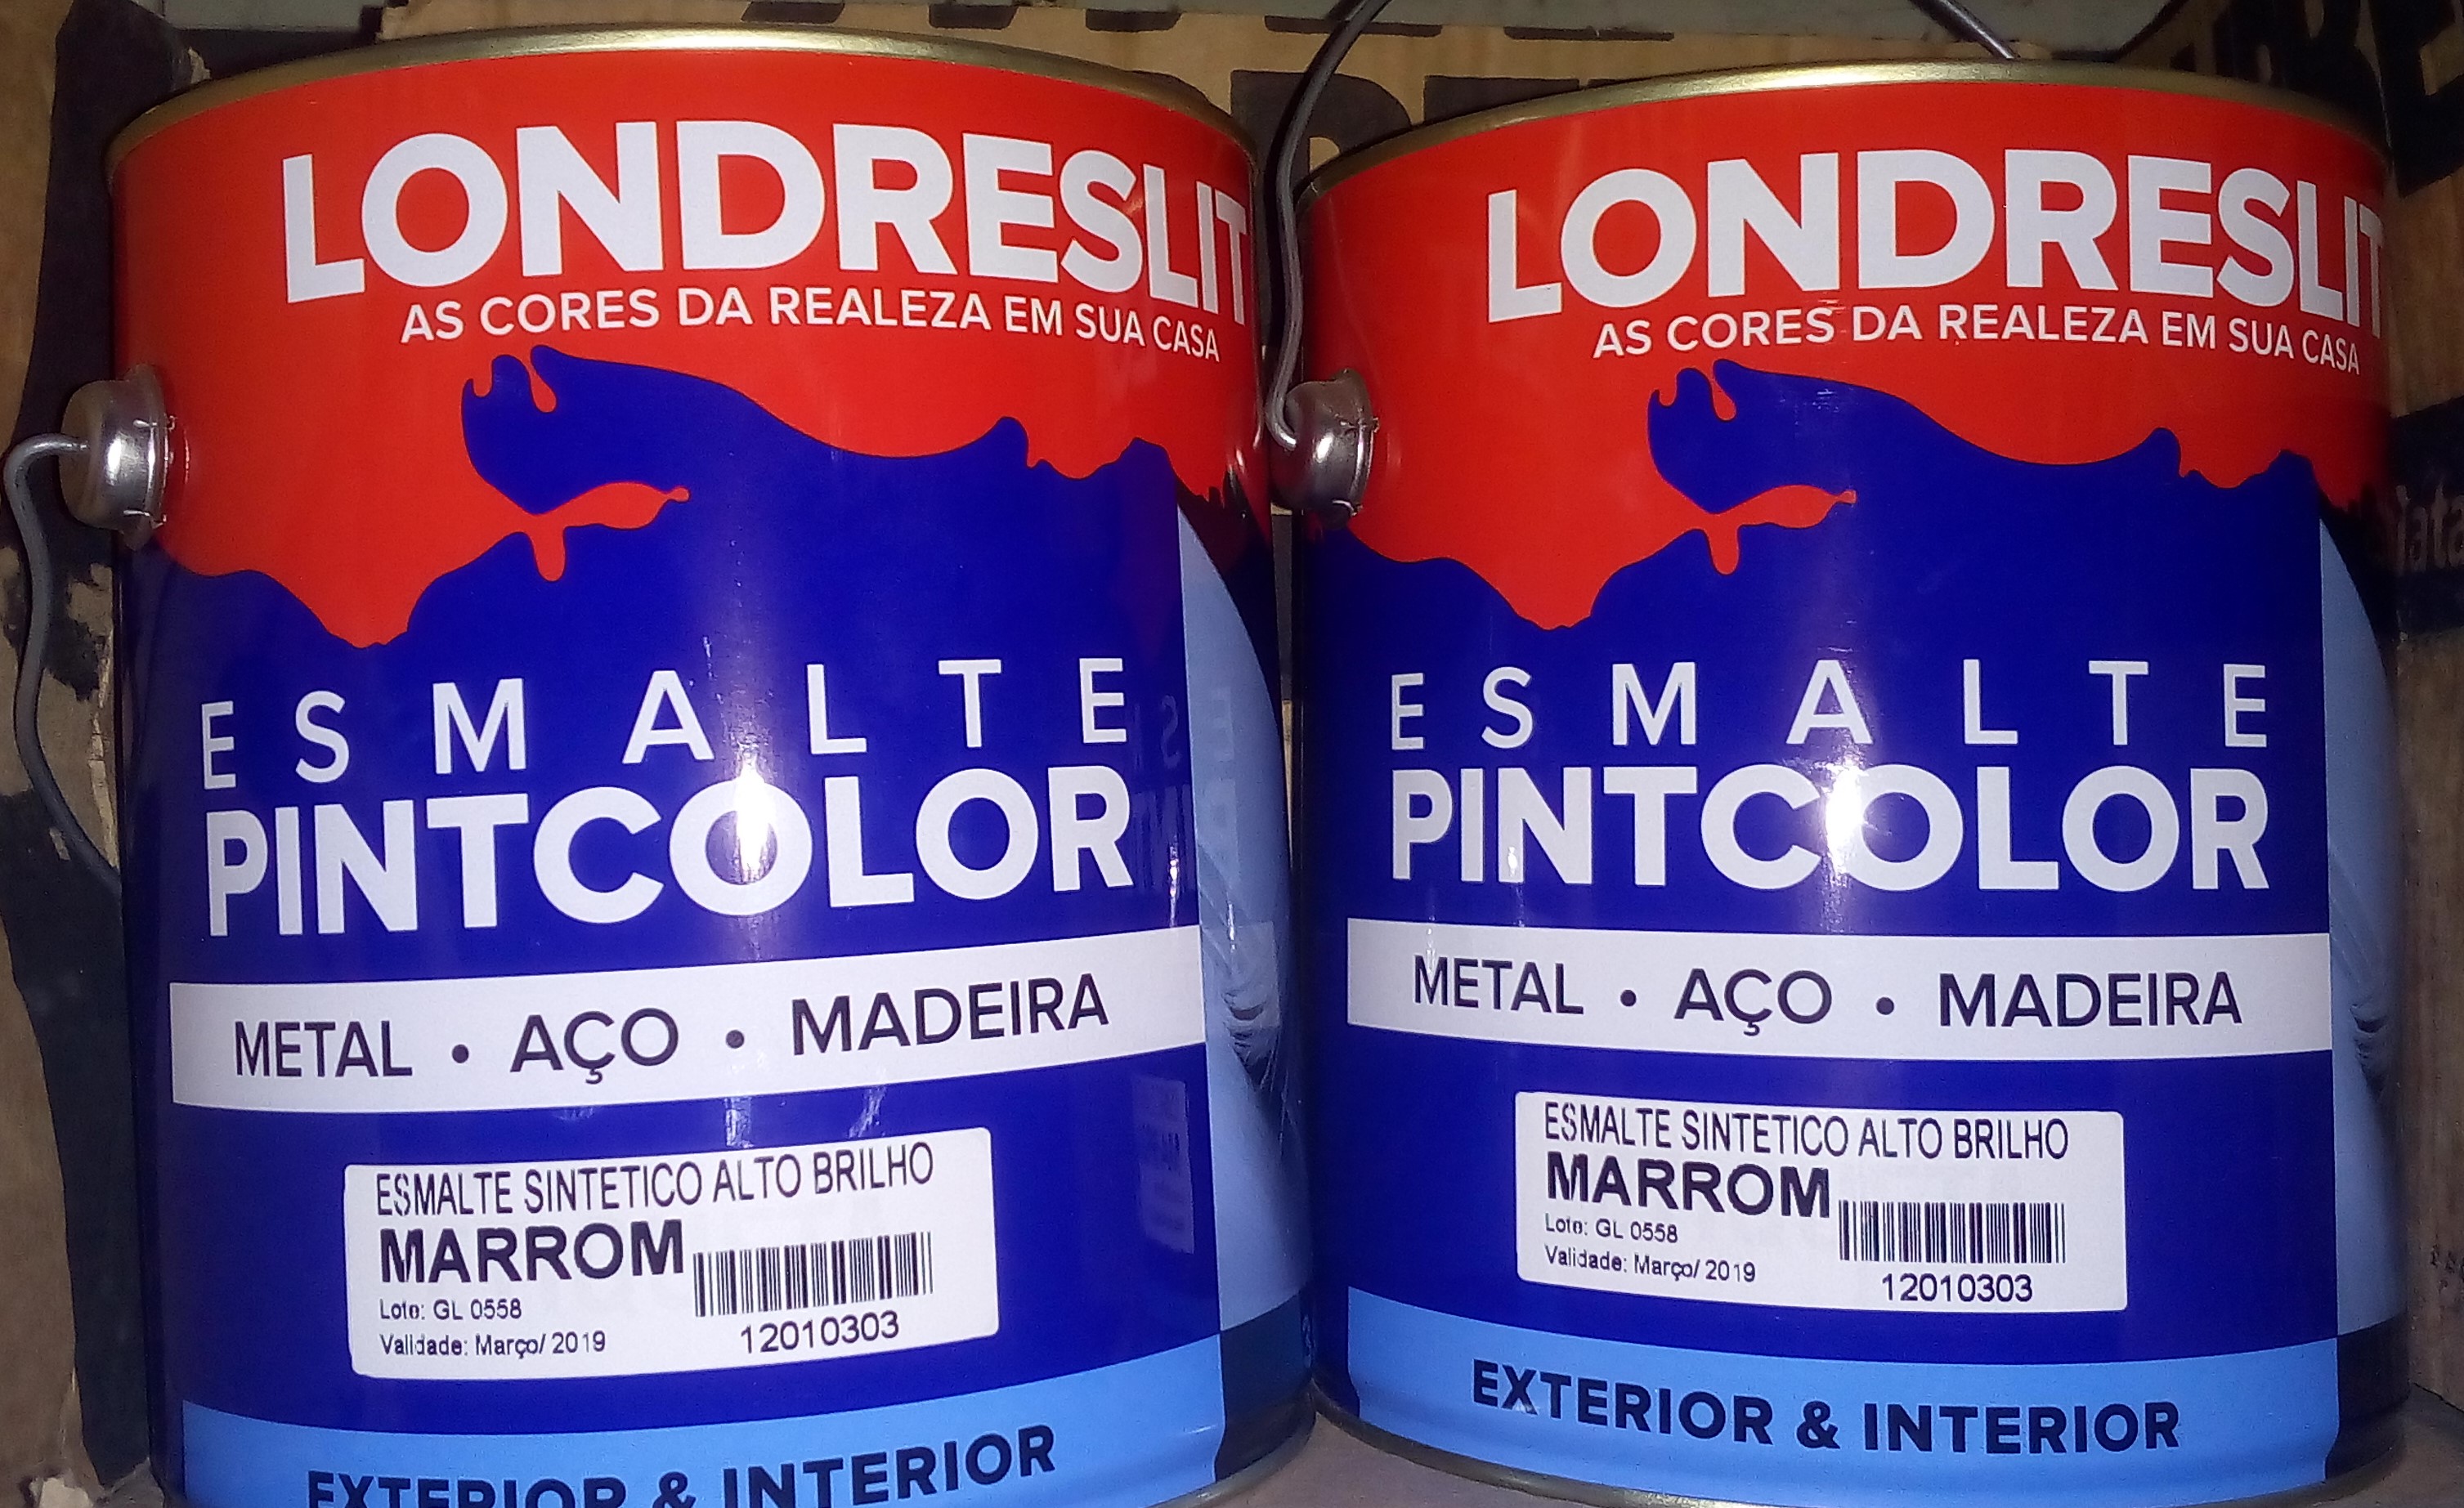 LONDRESLIT
AS CORES DA REALEZA EM SUA CASA
ESMALTE
PINTCOLOR
METAL • AÇO • MADEIRA
ESMALTE SINTETICO ALTO BRILHO
MARROM
Lote: GL 0558
Validade: Março/ 2019
12010303
EXTERIOR & INTERIOR
LONDRESLIT
AS CORES DA REALEZA EM SUA CASA
ESMALTE
PINTCOLOR
METAL • AÇO • MADEIRA
ESMALTE SINTETICO ALTO BRILHO
MARROM
Lote: GL 0558
Validade: Março/ 2019
12010303
EXTERIOR & INTERIOR